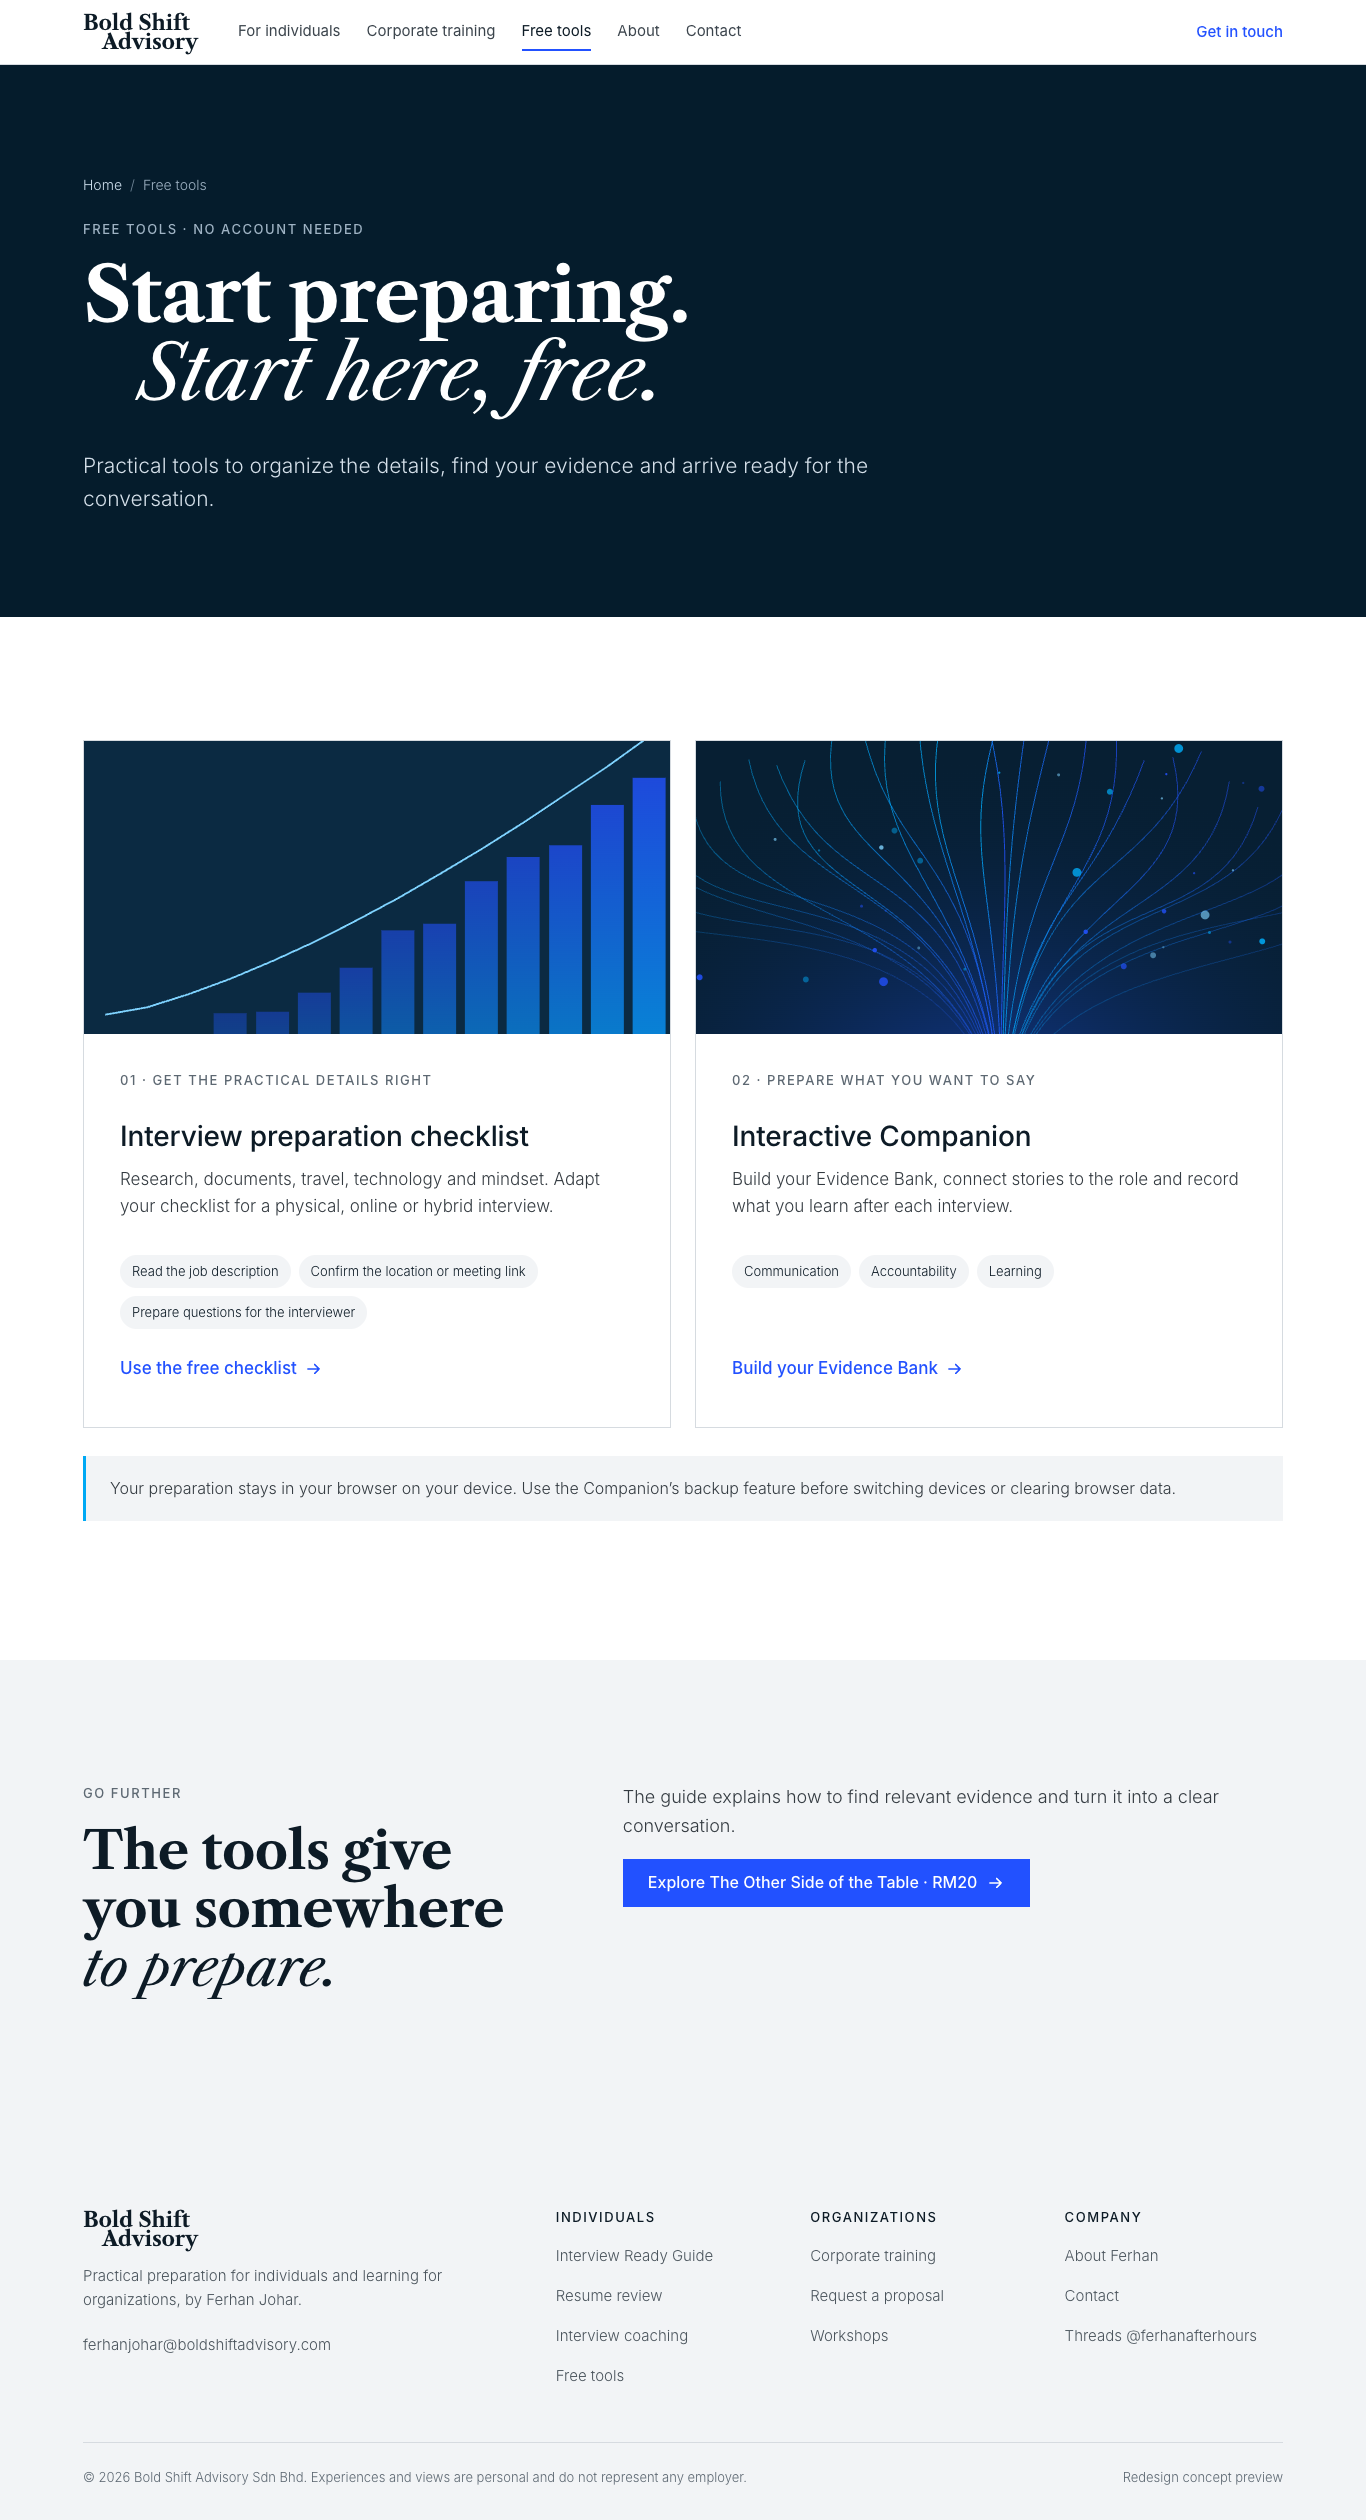 Bold Shift
Advisory
For individuals
Corporate training
Free tools
About
Contact
Get in touch
Home / Free tools
FREE TOOLS · NO ACCOUNT NEEDED
Start preparing.
Start here, free.
Practical tools to organize the details, find your evidence and arrive ready for the
conversation.
01 · GET THE PRACTICAL DETAILS RIGHT
Interview preparation checklist
Research, documents, travel, technology and mindset. Adapt
your checklist for a physical, online or hybrid interview.
Read the job description
Confirm the location or meeting link
Prepare questions for the interviewer
Use the free checklist →
02 · PREPARE WHAT YOU WANT TO SAY
Interactive Companion
Build your Evidence Bank, connect stories to the role and record
what you learn after each interview.
Communication
Accountability
Learning
Build your Evidence Bank →
Your preparation stays in your browser on your device. Use the Companion’s backup feature before switching devices or clearing browser data.
GO FURTHER
The tools give
you somewhere
to prepare.
The guide explains how to find relevant evidence and turn it into a clear
conversation.
Explore The Other Side of the Table · RM20 →
Bold Shift
Advisory
Practical preparation for individuals and learning for
organizations, by Ferhan Johar.
ferhanjohar@boldshiftadvisory.com
INDIVIDUALS
Interview Ready Guide
Resume review
Interview coaching
Free tools
ORGANIZATIONS
Corporate training
Request a proposal
Workshops
COMPANY
About Ferhan
Contact
Threads @ferhanafterhours
© 2026 Bold Shift Advisory Sdn Bhd. Experiences and views are personal and do not represent any employer.
Redesign concept preview